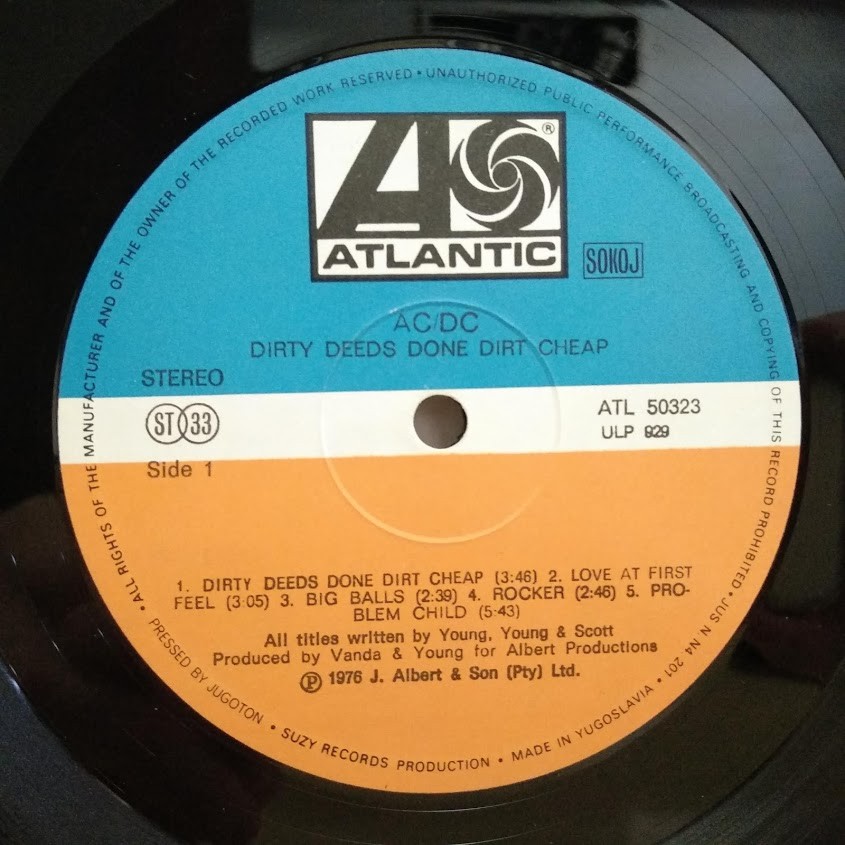 • ALL RIGHTS OF THE MANUFACTURER AND OF THE OWNER OF THE RECORDED WORK RESERVED • UNAUTHORIZED PUBLIC PERFORMANCE BROADCASTING AND COPYING OF THIS RECORD PROHIBITED • JUS N N4 201
ATLANTIC ®
SOKOJ
AC/DC
DIRTY DEEDS DONE DIRT CHEAP
STEREO
ST 33
ATL 50323
ULP 929
Side 1
1. DIRTY DEEDS DONE DIRT CHEAP (3:46) 2. LOVE AT FIRST
FEEL (3:05) 3. BIG BALLS (2:39) 4. ROCKER (2:46) 5. PRO-
BLEM CHILD (5:43)
All titles written by Young, Young & Scott
Produced by Vanda & Young for Albert Productions
℗ 1976 J. Albert & Son (Pty) Ltd.
PRESSED BY JUGOTON • SUZY RECORDS PRODUCTION • MADE IN YUGOSLAVIA •